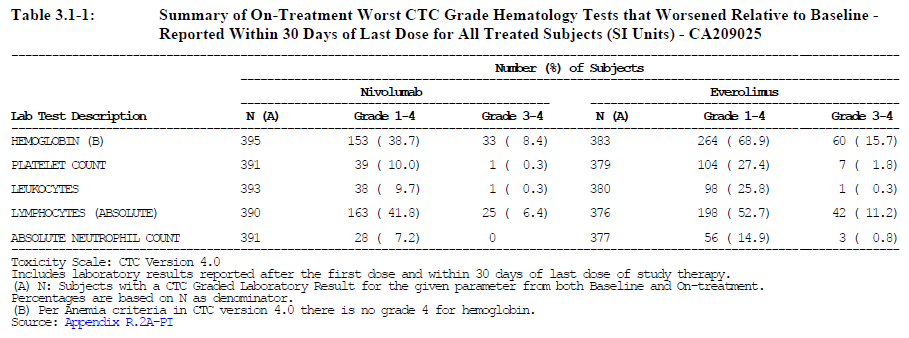 Table 3.1-1: Summary of On-Treatment Worst CTC Grade Hematology Tests that Worsened Relative to Baseline -
Reported Within 30 Days of Last Dose for All Treated Subjects (SI Units) - CA209025
Number (%) of Subjects
Nivolumab Everolimus
Lab Test Description N (A) Grade 1-4 Grade 3-4 N (A) Grade 1-4 Grade 3-4
HEMOGLOBIN (B) 395 153 ( 38.7) 33 ( 8.4) 383 264 ( 68.9) 60 ( 15.7)
PLATELET COUNT 391 39 ( 10.0) 1 ( 0.3) 379 104 ( 27.4) 7 ( 1.8)
LEUKOCYTES 393 38 ( 9.7) 1 ( 0.3) 380 98 ( 25.8) 1 ( 0.3)
LYMPHOCYTES (ABSOLUTE) 390 163 ( 41.8) 25 ( 6.4) 376 198 ( 52.7) 42 ( 11.2)
ABSOLUTE NEUTROPHIL COUNT 391 28 ( 7.2) 0 377 56 ( 14.9) 3 ( 0.8)
Toxicity Scale: CTC Version 4.0
Includes laboratory results reported after the first dose and within 30 days of last dose of study therapy.
(A) N: Subjects with a CTC Graded Laboratory Result for the given parameter from both Baseline and On-treatment.
Percentages are based on N as denominator.
(B) Per Anemia criteria in CTC version 4.0 there is no grade 4 for hemoglobin.
Source: Appendix R.2A-PI